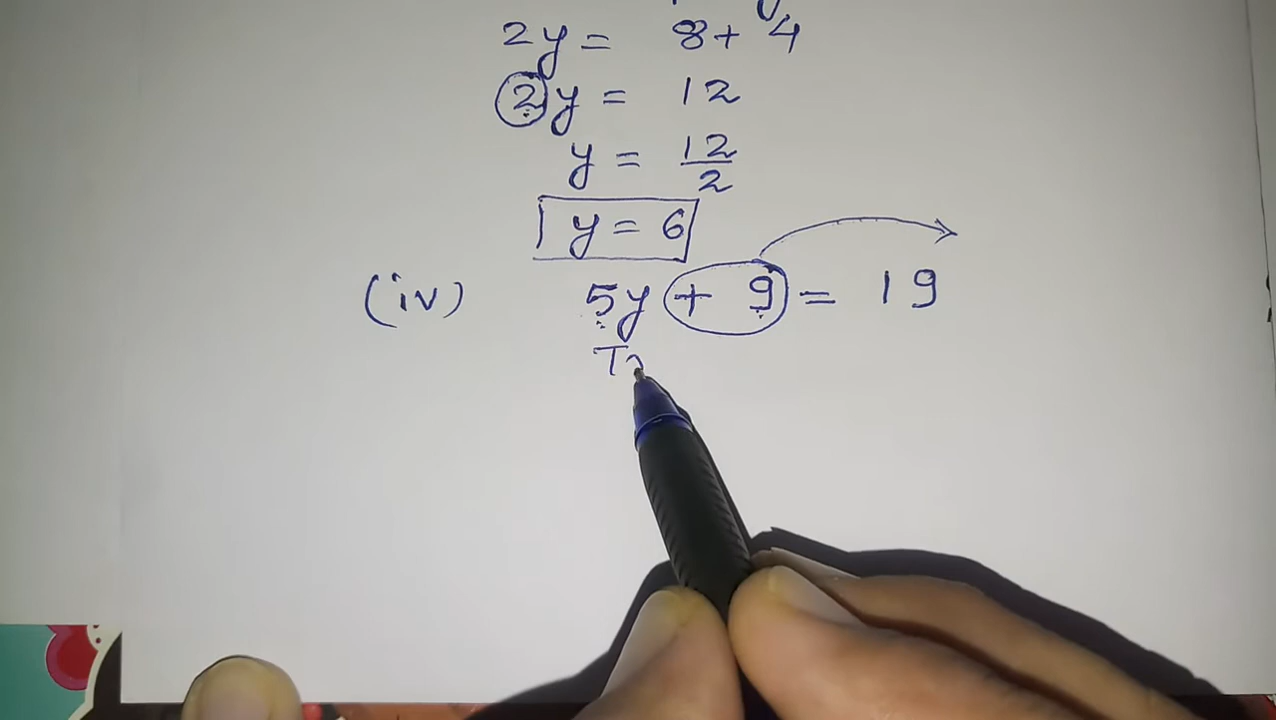 2y = 8 + 4
2y = 12
y = 12/2
y = 6
(iv) 5y + 9 = 19